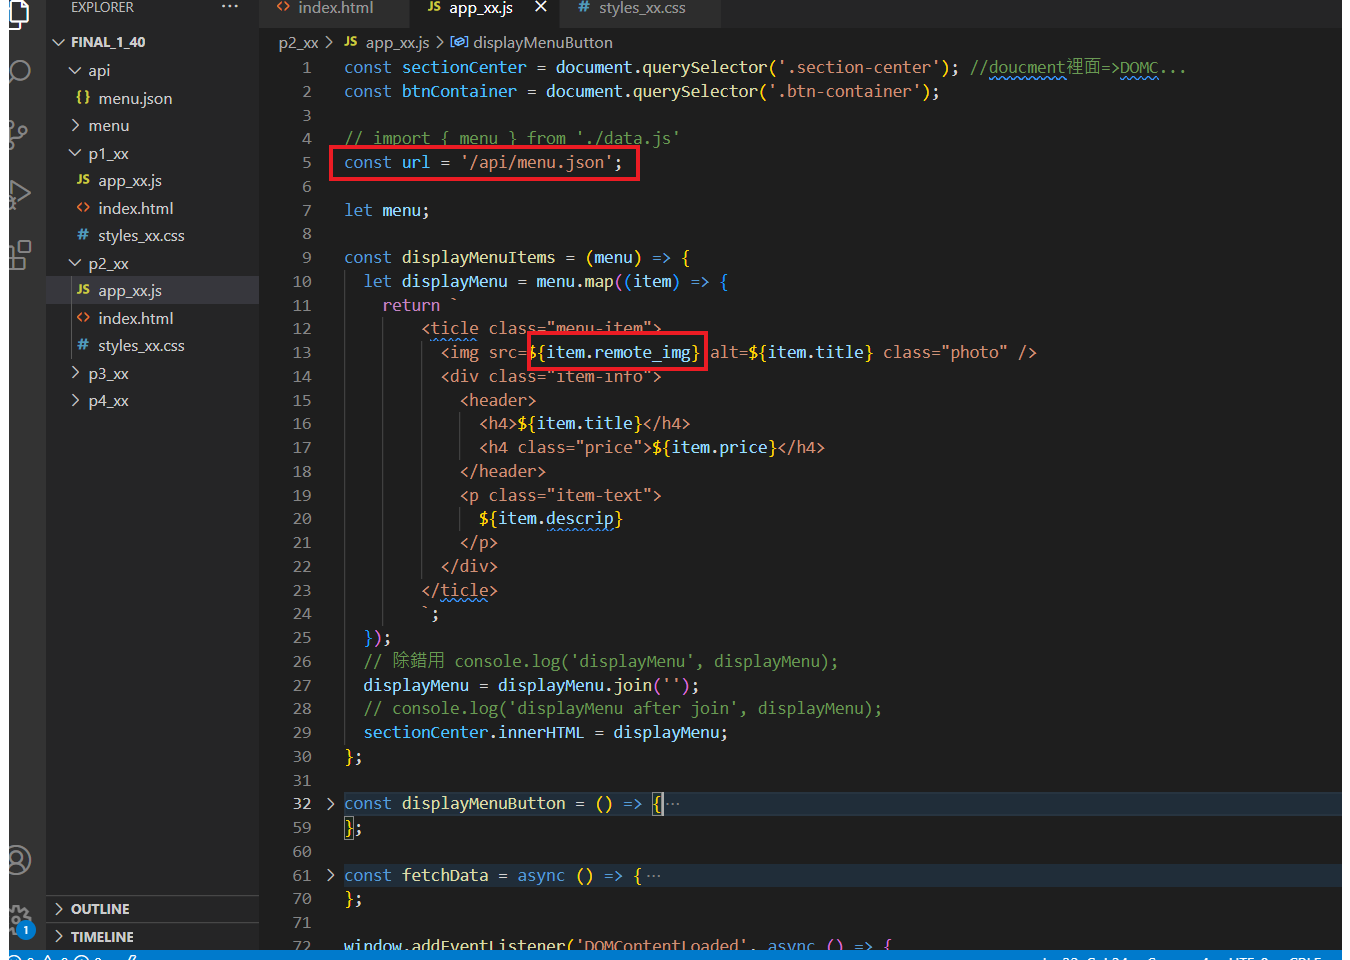 EXPLORER ...
FINAL_1_40
api
{} menu.json
menu
p1_xx
JS app_xx.js
<> index.html
# styles_xx.css
p2_xx
JS app_xx.js
<> index.html
# styles_xx.css
p3_xx
p4_xx
OUTLINE
TIMELINE
1
<> index.html JS app_xx.js # styles_xx.css
p2_xx > JS app_xx.js > displayMenuButton
1 const sectionCenter = document.querySelector('.section-center'); //doucment裡面=>DOMC...
2 const btnContainer = document.querySelector('.btn-container');
3
4 // import { menu } from './data.js'
5 const url = '/api/menu.json';
6
7 let menu;
8
9 const displayMenuItems = (menu) => {
10 let displayMenu = menu.map((item) => {
11 return `
12 <ticle class="menu-item">
13 <img src=${item.remote_img} alt=${item.title} class="photo" />
14 <div class="item-info">
15 <header>
16 <h4>${item.title}</h4>
17 <h4 class="price">${item.price}</h4>
18 </header>
19 <p class="item-text">
20 ${item.descrip}
21 </p>
22 </div>
23 </ticle>
24 `;
25 });
26 // 除錯用 console.log('displayMenu', displayMenu);
27 displayMenu = displayMenu.join('');
28 // console.log('displayMenu after join', displayMenu);
29 sectionCenter.innerHTML = displayMenu;
30 };
31
32 const displayMenuButton = () => {...
59 };
60
61 const fetchData = async () => {...
70 };
71
72 window.addEventListener('DOMContentLoaded', async () => {